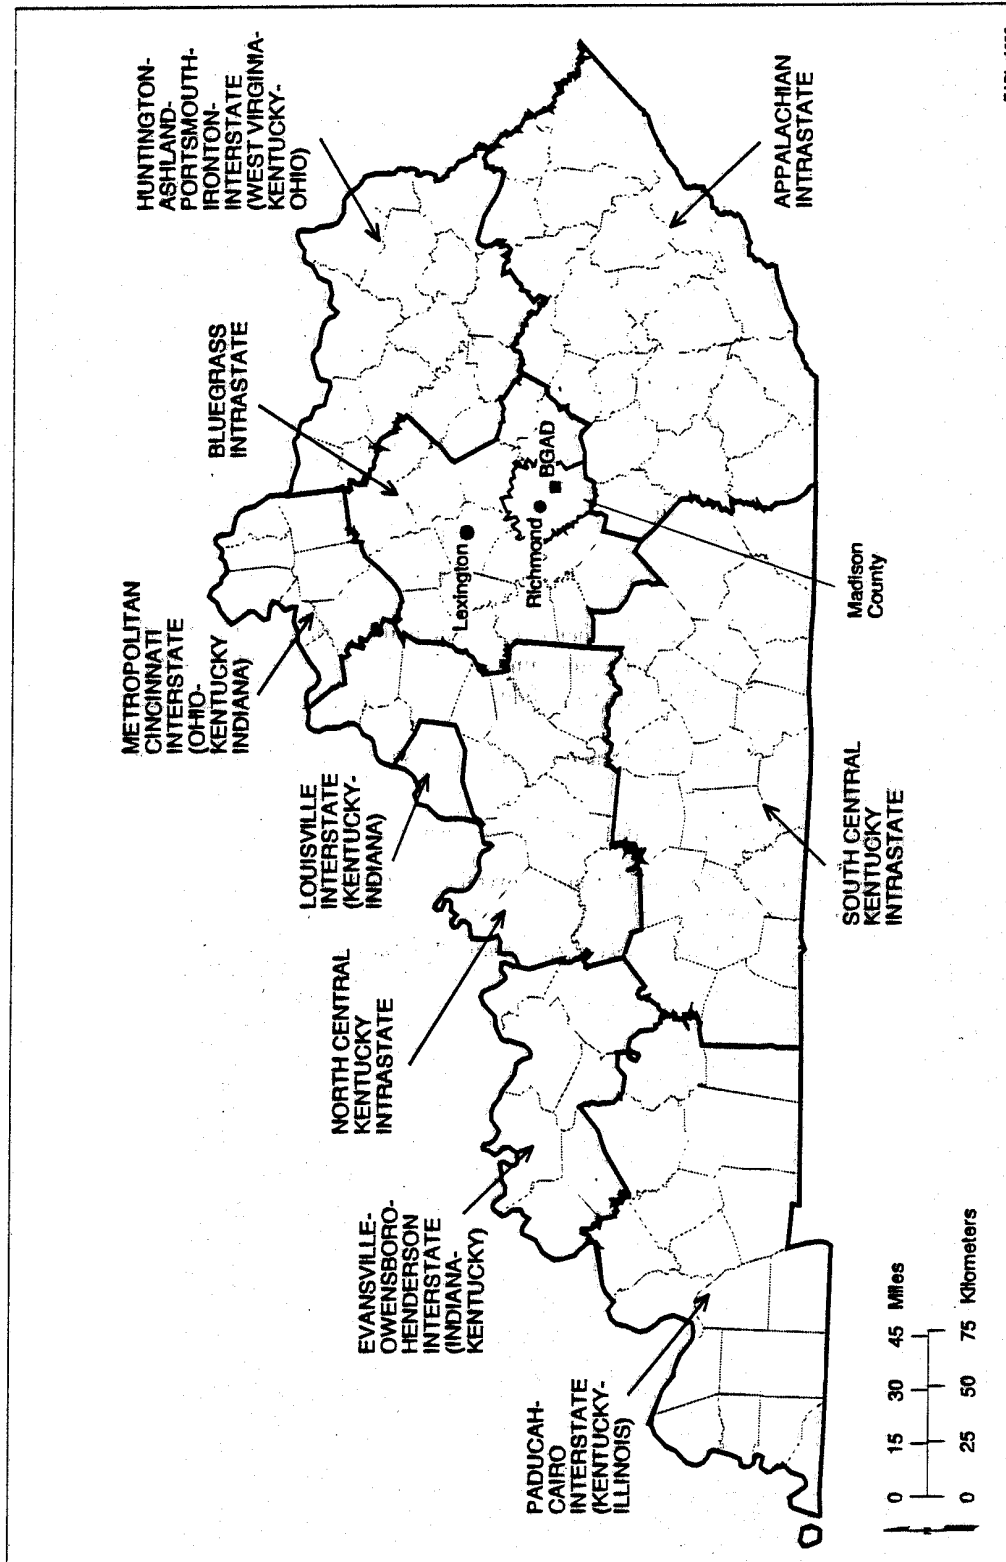 HUNTINGTON-
ASHLAND-
PORTSMOUTH-
IRONTON-
INTERSTATE
(WEST VIRGINIA-
KENTUCKY-
OHIO)
BLUEGRASS
INTRASTATE
METROPOLITAN
CINCINNATI
INTERSTATE
(OHIO-
KENTUCKY
INDIANA)
LOUISVILLE
INTERSTATE
(KENTUCKY-
INDIANA)
NORTH CENTRAL
KENTUCKY
INTRASTATE
EVANSVILLE-
OWENSBORO-
HENDERSON
INTERSTATE
(INDIANA-
KENTUCKY)
PADUCAH-
CAIRO
INTERSTATE
(KENTUCKY-
ILLINOIS)
Lexington
Richmond
BGAD
APPALACHIAN
INTRASTATE
Madison
County
SOUTH CENTRAL
KENTUCKY
INTRASTATE
0 15 30 45 Miles
0 25 50 75 Kilometers